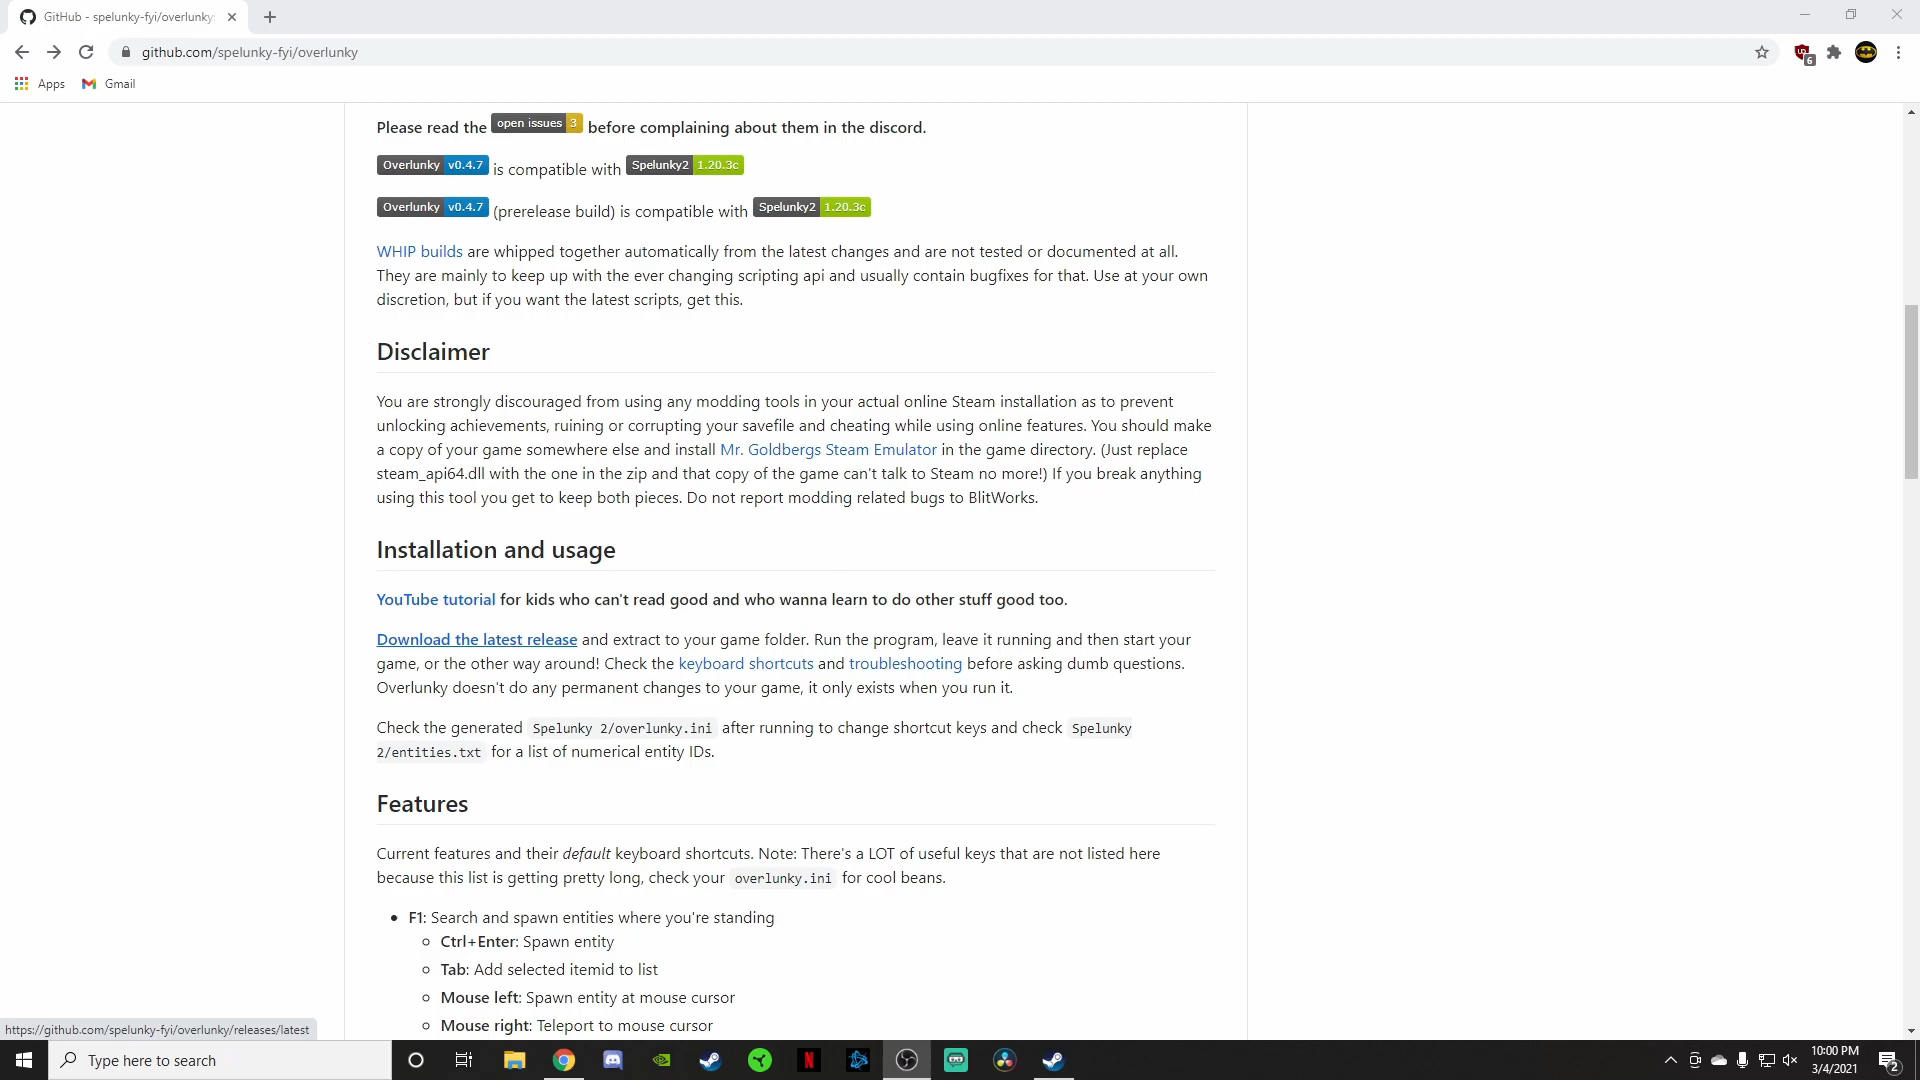 GitHub - spelunky-fyi/overlunky:
github.com/spelunky-fyi/overlunky
6
Apps
Gmail
Please read the open issues 3 before complaining about them in the discord.
Overlunky v0.4.7 is compatible with Spelunky2 1.20.3c
Overlunky v0.4.7 (prerelease build) is compatible with Spelunky2 1.20.3c
WHIP builds are whipped together automatically from the latest changes and are not tested or documented at all.
They are mainly to keep up with the ever changing scripting api and usually contain bugfixes for that. Use at your own
discretion, but if you want the latest scripts, get this.
Disclaimer
You are strongly discouraged from using any modding tools in your actual online Steam installation as to prevent
unlocking achievements, ruining or corrupting your savefile and cheating while using online features. You should make
a copy of your game somewhere else and install Mr. Goldbergs Steam Emulator in the game directory. (Just replace
steam_api64.dll with the one in the zip and that copy of the game can't talk to Steam no more!) If you break anything
using this tool you get to keep both pieces. Do not report modding related bugs to BlitWorks.
Installation and usage
YouTube tutorial for kids who can't read good and who wanna learn to do other stuff good too.
Download the latest release and extract to your game folder. Run the program, leave it running and then start your
game, or the other way around! Check the keyboard shortcuts and troubleshooting before asking dumb questions.
Overlunky doesn't do any permanent changes to your game, it only exists when you run it.
Check the generated Spelunky 2/overlunky.ini after running to change shortcut keys and check Spelunky
2/entities.txt for a list of numerical entity IDs.
Features
Current features and their default keyboard shortcuts. Note: There's a LOT of useful keys that are not listed here
because this list is getting pretty long, check your overlunky.ini for cool beans.
• F1: Search and spawn entities where you're standing
○ Ctrl+Enter: Spawn entity
○ Tab: Add selected itemid to list
○ Mouse left: Spawn entity at mouse cursor
○ Mouse right: Teleport to mouse cursor
https://github.com/spelunky-fyi/overlunky/releases/latest
Type here to search
N
10:00 PM
3/4/2021
2